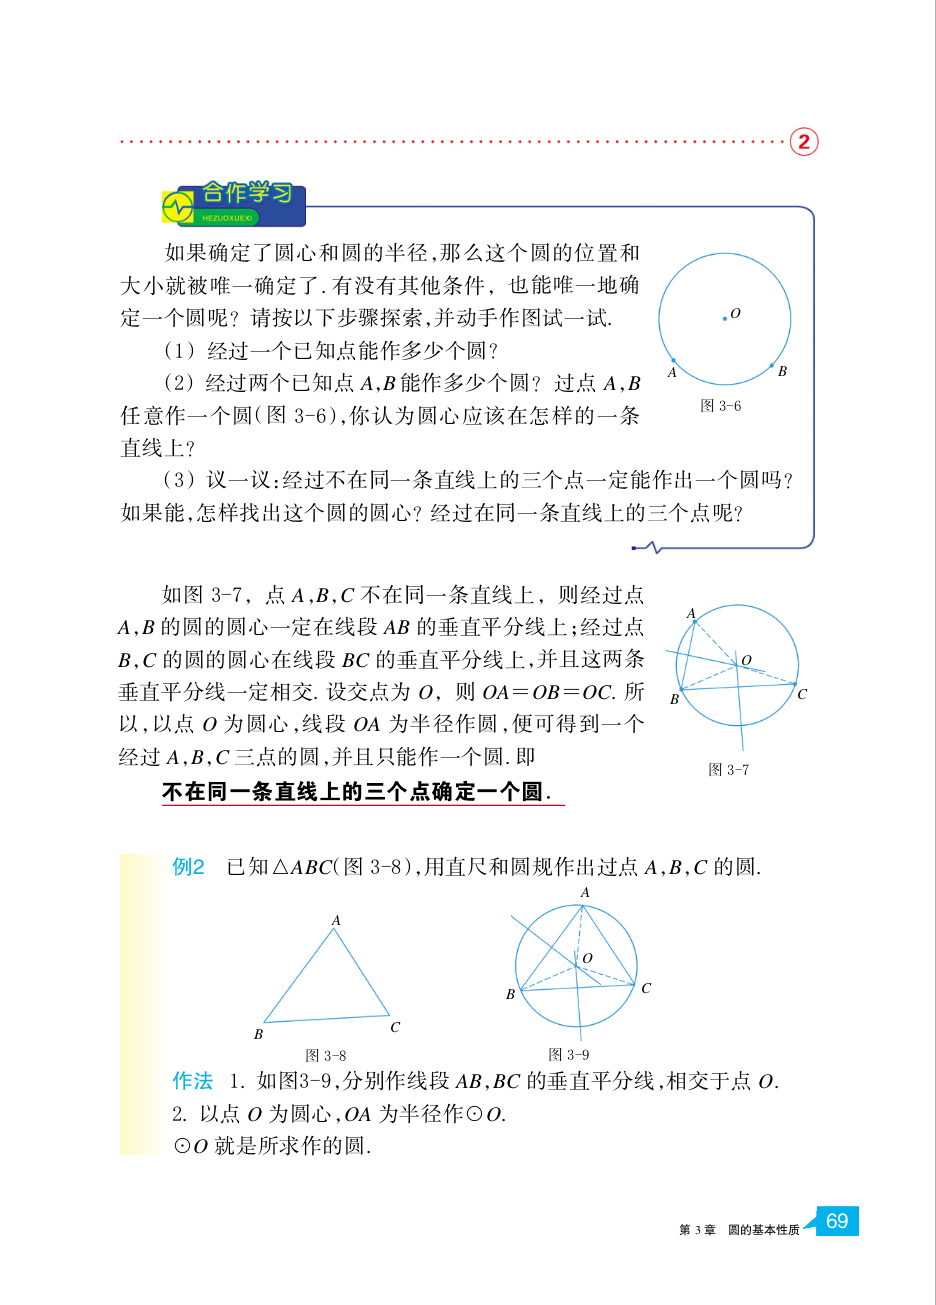 2
合作学习
HEZUOXUEXI
如果确定了圆心和圆的半径,那么这个圆的位置和
大小就被唯一确定了.有没有其他条件，也能唯一地确
定一个圆呢？请按以下步骤探索,并动手作图试一试.
(1) 经过一个已知点能作多少个圆？
(2) 经过两个已知点 A,B能作多少个圆？过点 A,B
任意作一个圆(图 3-6),你认为圆心应该在怎样的一条
直线上？
O
A
B
图 3-6
(3) 议一议:经过不在同一条直线上的三个点一定能作出一个圆吗？
如果能,怎样找出这个圆的圆心？经过在同一条直线上的三个点呢？
如图 3-7，点 A,B,C 不在同一条直线上，则经过点
A,B 的圆的圆心一定在线段 AB 的垂直平分线上;经过点
B,C 的圆的圆心在线段 BC 的垂直平分线上,并且这两条
垂直平分线一定相交.设交点为 O，则 OA=OB=OC.所
以,以点 O 为圆心,线段 OA 为半径作圆,便可得到一个
经过 A,B,C 三点的圆,并且只能作一个圆.即
A
O
B
C
图 3-7
不在同一条直线上的三个点确定一个圆.
例2 已知△ABC(图 3-8),用直尺和圆规作出过点 A,B,C 的圆.
A
B
C
图 3-8
A
O
B
C
图 3-9
作法 1. 如图3-9,分别作线段 AB,BC 的垂直平分线,相交于点 O.
2. 以点 O 为圆心,OA 为半径作⊙O.
⊙O 就是所求作的圆.
第 3 章 圆的基本性质
69